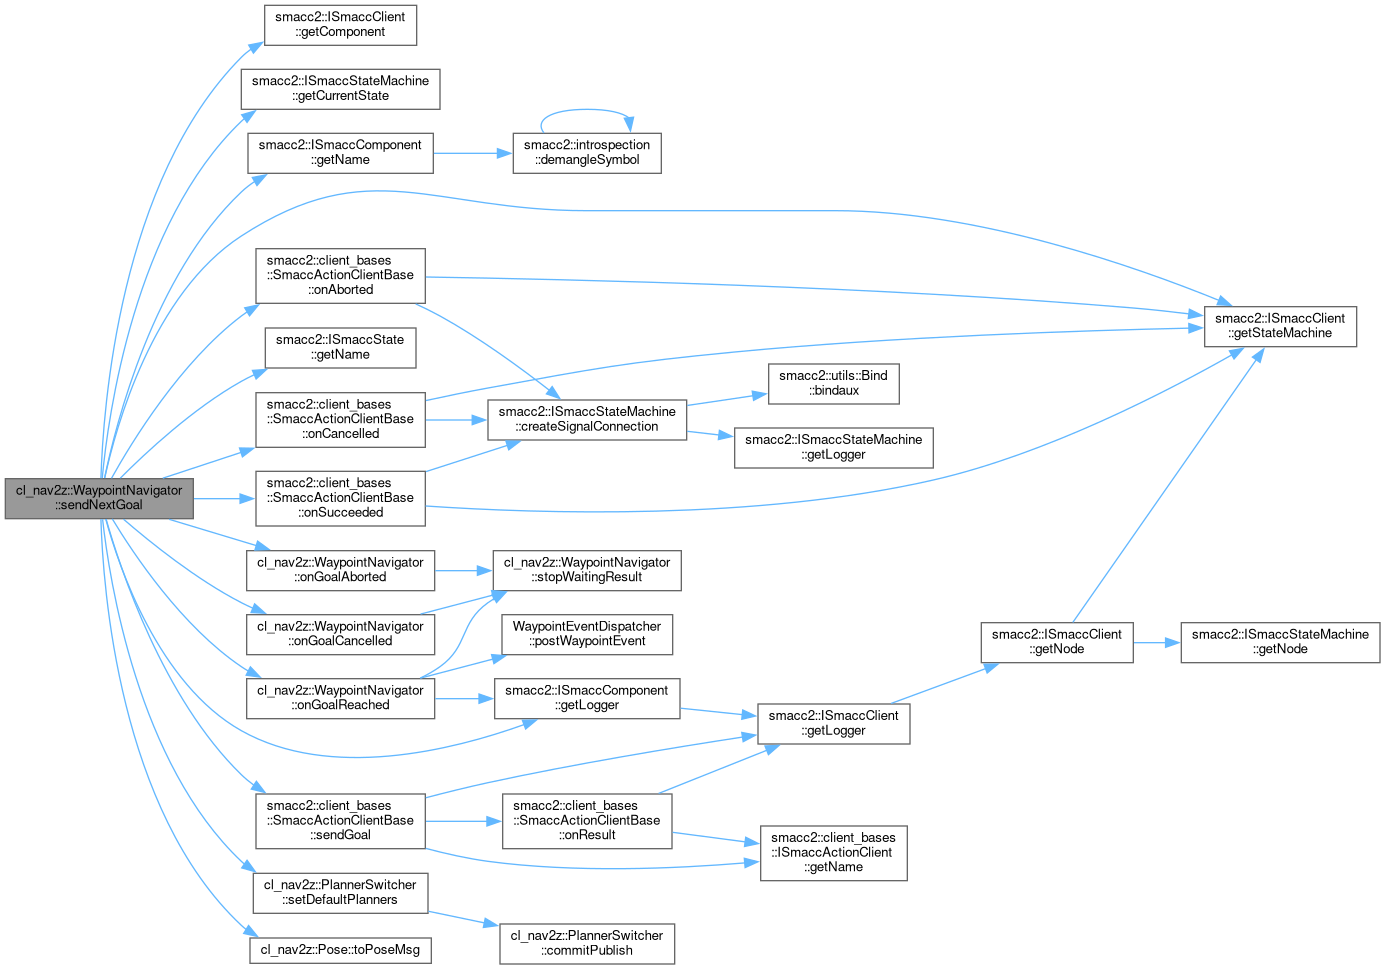 smacc2::ISmaccClient
::getComponent
smacc2::ISmaccStateMachine
::getCurrentState
smacc2::ISmaccComponent
::getName
smacc2::introspection
::demangleSymbol
smacc2::client_bases
::SmaccActionClientBase
::onAborted
smacc2::ISmaccClient
::getStateMachine
smacc2::ISmaccState
::getName
smacc2::utils::Bind
::bindaux
smacc2::client_bases
::SmaccActionClientBase
::onCancelled
smacc2::ISmaccStateMachine
::createSignalConnection
smacc2::ISmaccStateMachine
::getLogger
cl_nav2z::WaypointNavigator
::sendNextGoal
smacc2::client_bases
::SmaccActionClientBase
::onSucceeded
cl_nav2z::WaypointNavigator
::onGoalAborted
cl_nav2z::WaypointNavigator
::stopWaitingResult
cl_nav2z::WaypointNavigator
::onGoalCancelled
WaypointEventDispatcher
::postWaypointEvent
smacc2::ISmaccClient
::getNode
smacc2::ISmaccStateMachine
::getNode
cl_nav2z::WaypointNavigator
::onGoalReached
smacc2::ISmaccComponent
::getLogger
smacc2::ISmaccClient
::getLogger
smacc2::client_bases
::SmaccActionClientBase
::sendGoal
smacc2::client_bases
::SmaccActionClientBase
::onResult
smacc2::client_bases
::ISmaccActionClient
::getName
cl_nav2z::PlannerSwitcher
::setDefaultPlanners
cl_nav2z::PlannerSwitcher
::commitPublish
cl_nav2z::Pose::toPoseMsg